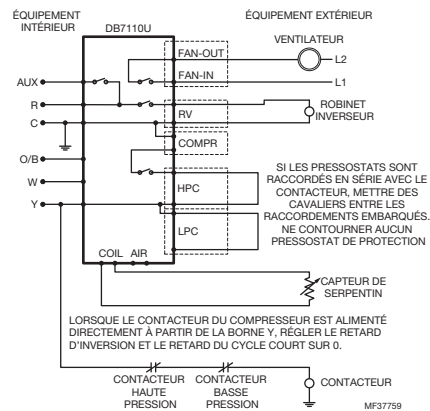 ÉQUIPEMENT
INTÉRIEUR
DB7110U
ÉQUIPEMENT EXTÉRIEUR
VENTILATEUR
FAN-OUT
L2
FAN-IN
L1
AUX
R
RV
ROBINET
INVERSEUR
C
COMPR
O/B
W
HPC
Y
LPC
SI LES PRESSOSTATS SONT
RACCORDÉS EN SÉRIE AVEC LE
CONTACTEUR, METTRE DES
CAVALIERS ENTRE LES
RACCORDEMENTS EMBARQUÉS.
NE CONTOURNER AUCUN
PRESSOSTAT DE PROTECTION
COIL AIR
CAPTEUR DE
SERPENTIN
LORSQUE LE CONTACTEUR DU COMPRESSEUR EST ALIMENTÉ
DIRECTEMENT À PARTIR DE LA BORNE Y, RÉGLER LE RETARD
D'INVERSION ET LE RETARD DU CYCLE COURT SUR 0.
CONTACTEUR
HAUTE
PRESSION
CONTACTEUR
BASSE
PRESSION
CONTACTEUR
MF37759